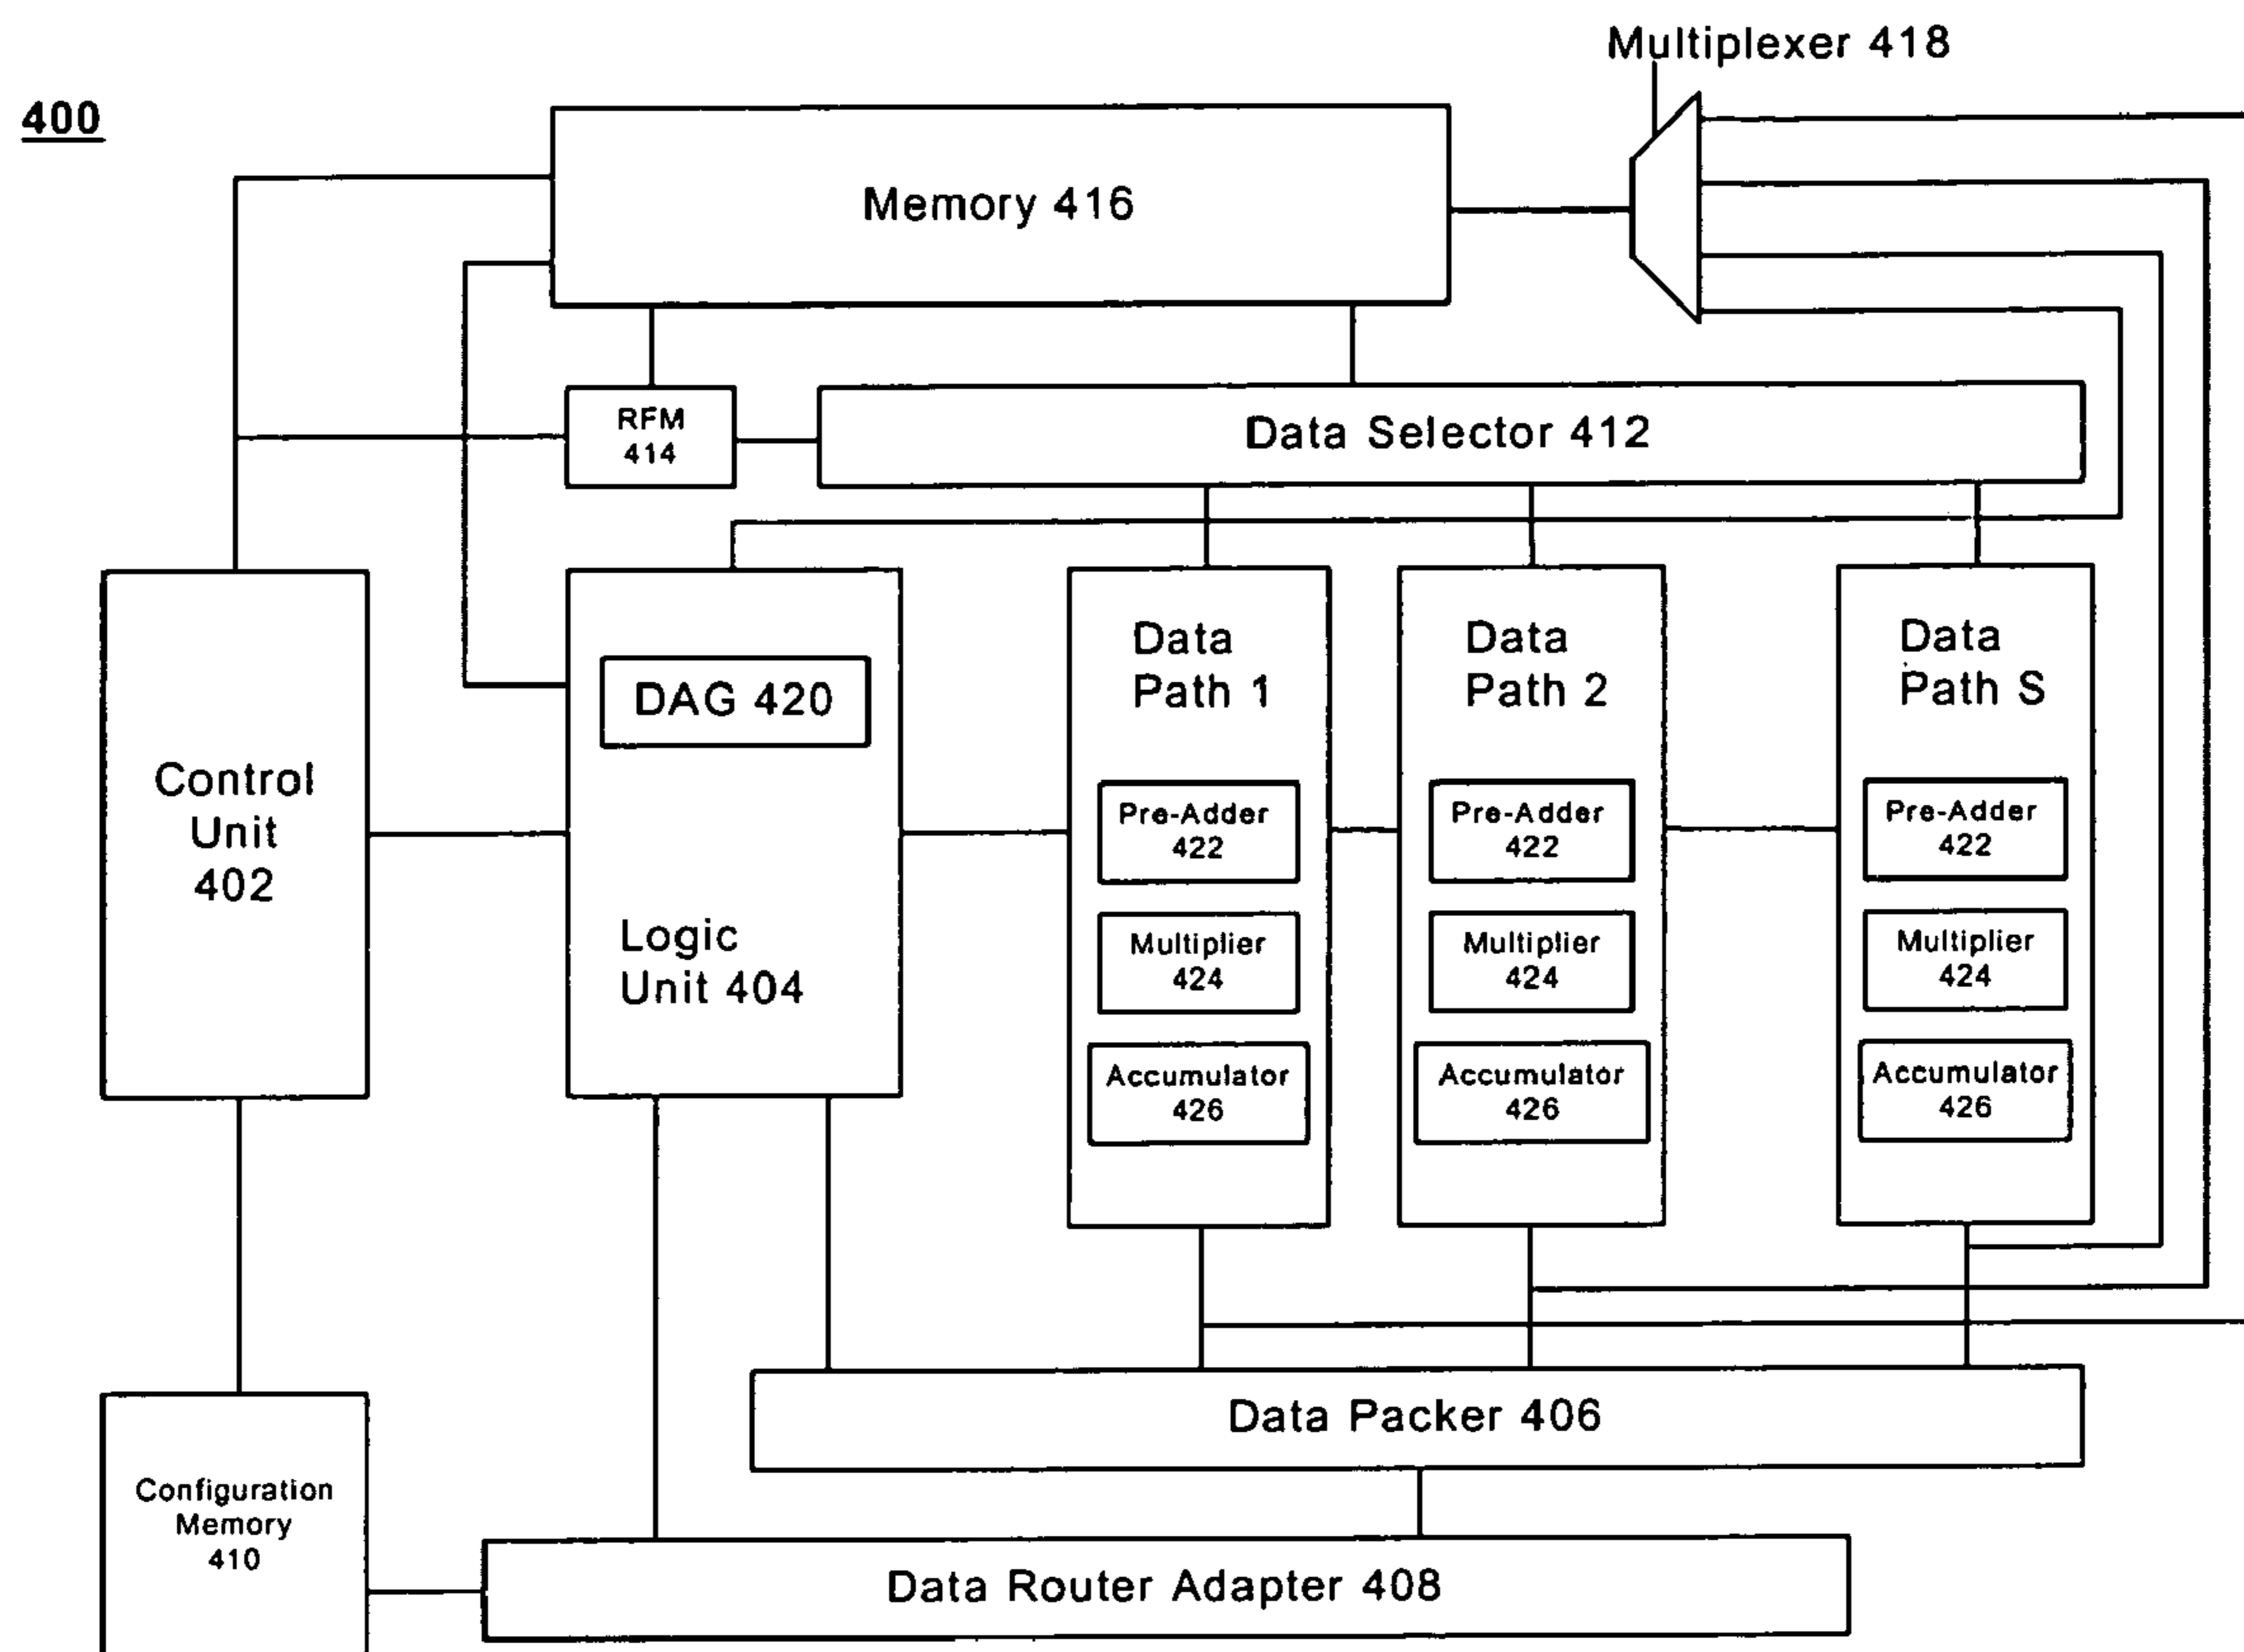 Multiplexer 418
400
Memory 416
RFM
414
Data Selector 412
Control
Unit
402
DAG 420
Logic
Unit 404
Data
Path 1
Pre-Adder
422
Multiplier
424
Accumulator
426
Data
Path 2
Pre-Adder
422
Multiplier
424
Accumulator
426
Data
Path S
Pre-Adder
422
Multiplier
424
Accumulator
426
Data Packer 406
Configuration
Memory
410
Data Router Adapter 408